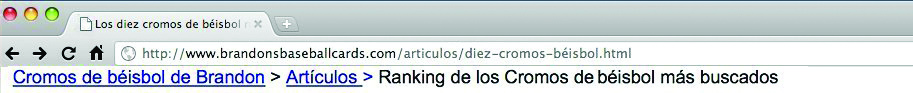 Los diez cromos de béisbol
http://www.brandonsbaseballcards.com/articulos/diez-cromos-béisbol.html
Cromos de béisbol de Brandon > Artículos > Ranking de los Cromos de béisbol más buscados